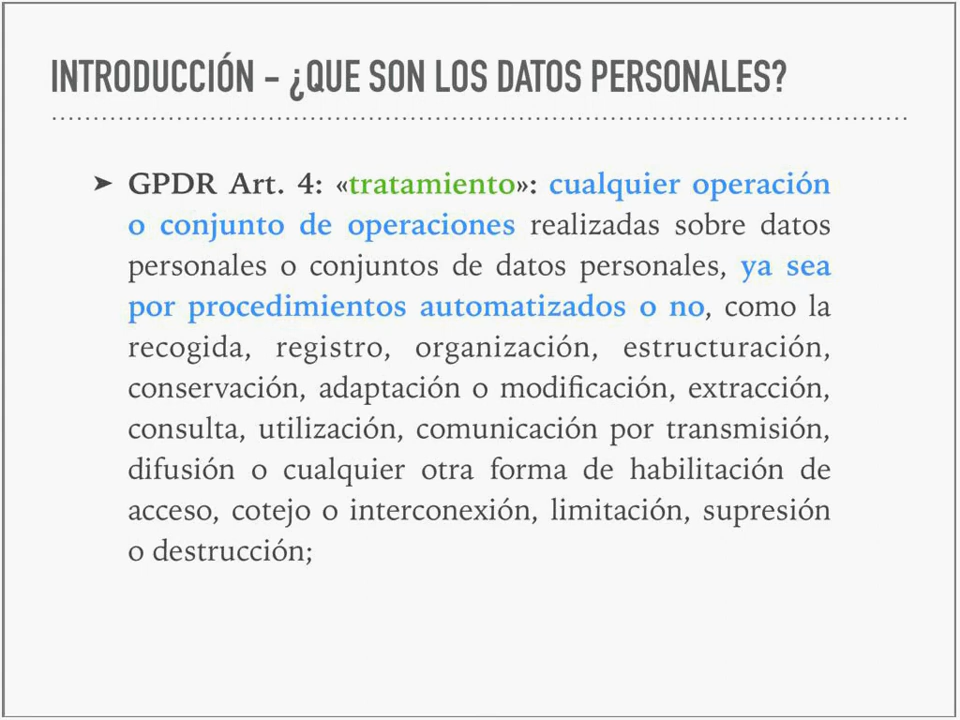 INTRODUCCIÓN - ¿QUE SON LOS DATOS PERSONALES?
➤ GPDR Art. 4: «tratamiento»: cualquier operación
o conjunto de operaciones realizadas sobre datos
personales o conjuntos de datos personales, ya sea
por procedimientos automatizados o no, como la
recogida, registro, organización, estructuración,
conservación, adaptación o modificación, extracción,
consulta, utilización, comunicación por transmisión,
difusión o cualquier otra forma de habilitación de
acceso, cotejo o interconexión, limitación, supresión
o destrucción;